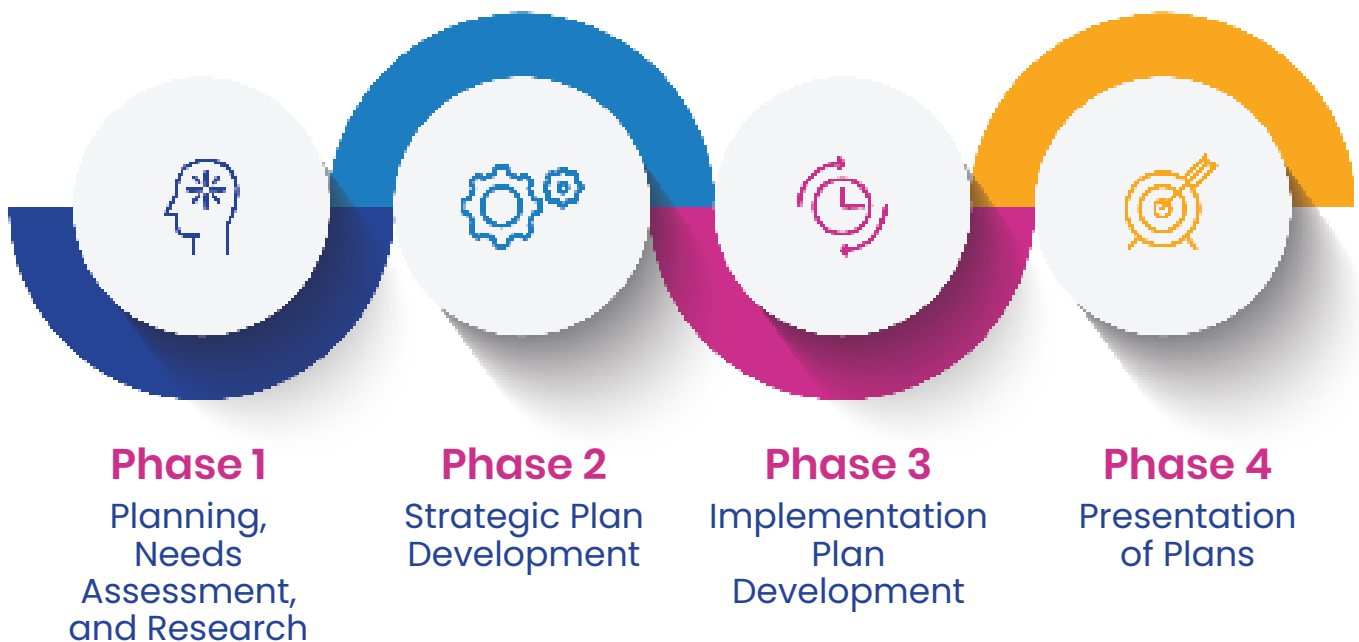 Phase 1
Planning,
Needs
Assessment,
and Research
Phase 2
Strategic Plan
Development
Phase 3
Implementation
Plan
Development
Phase 4
Presentation
of Plans